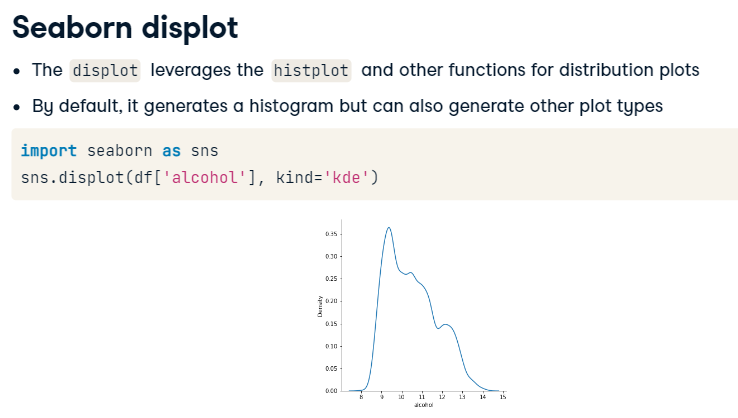 Seaborn displot
• The displot leverages the histplot and other functions for distribution plots
• By default, it generates a histogram but can also generate other plot types
import seaborn as sns
sns.displot(df['alcohol'], kind='kde')
0.35
0.30
0.25
0.20
0.15
0.10
0.05
0.00
Density
8 9 10 11 12 13 14 15
alcohol